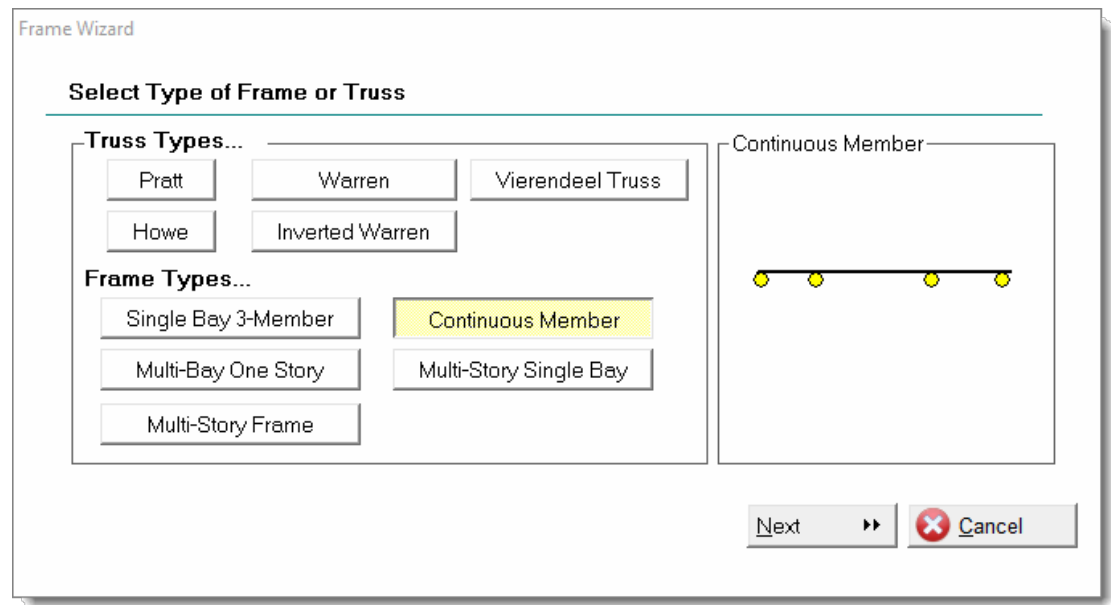 Frame Wizard
Select Type of Frame or Truss
Truss Types...
Pratt
Warren
Vierendeel Truss
Howe
Inverted Warren
Frame Types...
Single Bay 3-Member
Continuous Member
Multi-Bay One Story
Multi-Story Single Bay
Multi-Story Frame
Continuous Member
Next
Cancel